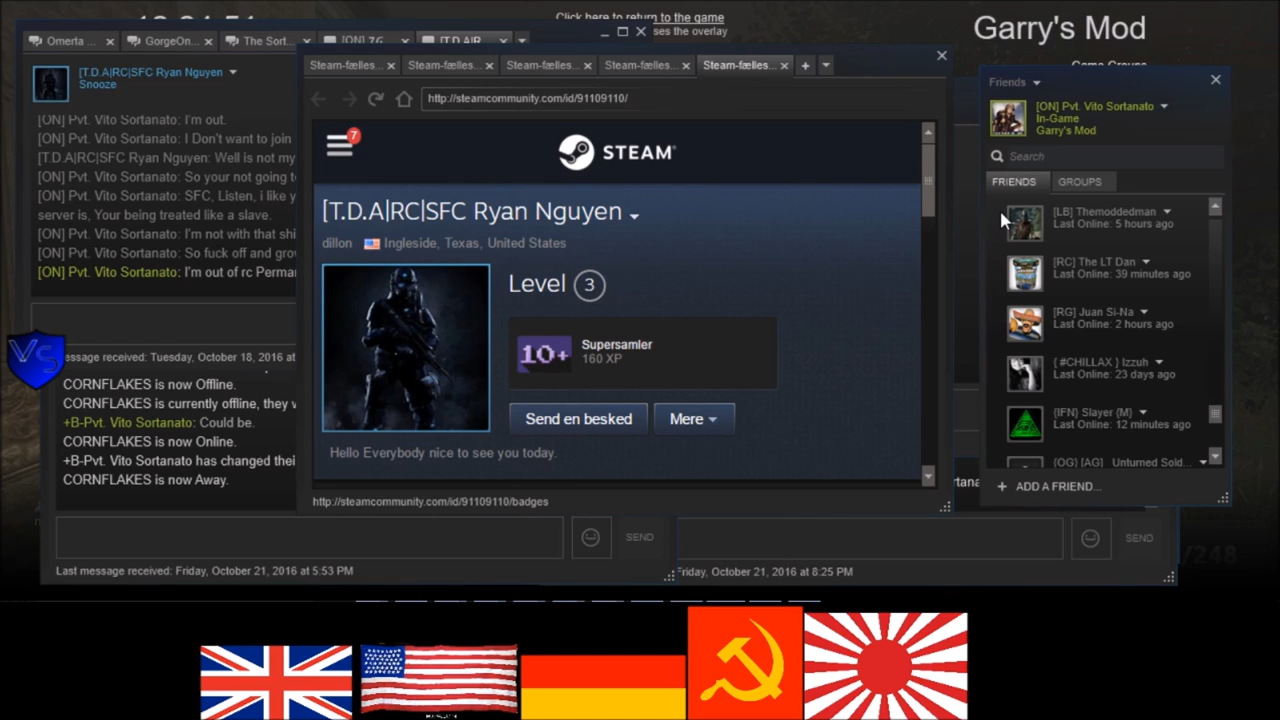 Click here to return to the game
Garry's Mod
ses the overlay
Omerta ...
GorgeOn...
The Sort...
[T.D.A|RC|SFC Ryan Nguyen
Snooze
[ON] Pvt. Vito Sortanato: I'm out.
[ON] Pvt. Vito Sortanato: I Don't want to join
[T.D.A|RC|SFC Ryan Nguyen: Well is not my
[ON] Pvt. Vito Sortanato: So your not going t
[ON] Pvt. Vito Sortanato: SFC, Listen, i like y
server is, Your being treated like a slave.
[ON] Pvt. Vito Sortanato: I'm not with that shi
[ON] Pvt. Vito Sortanato: So fuck off and gro
[ON] Pvt. Vito Sortanato: I'm out of rc Perma
VS
essage received: Tuesday, October 18, 2016 at
CORNFLAKES is now Offline.
CORNFLAKES is currently offline, they
+B-Pvt. Vito Sortanato: Could be.
CORNFLAKES is now Online.
+B-Pvt. Vito Sortanato has changed thei
CORNFLAKES is now Away.
SEND
Last message received: Friday, October 21, 2016 at 5:53 PM
Steam-fælles...
Steam-fælles...
Steam-fælles...
Steam-fælles...
Steam-fælles...
http://steamcommunity.com/id/91109110/
7
STEAM
[T.D.A|RC|SFC Ryan Nguyen
dillon Ingleside, Texas, United States
Level 3
10+
Supersamler
160 XP
Send en besked
Mere
Hello Everybody nice to see you today.
http://steamcommunity.com/id/91109110/badges
SEND
Friday, October 21, 2016 at 8:25 PM
Friends
[ON] Pvt. Vito Sortanato
In-Game
Garry's Mod
Search
FRIENDS
GROUPS
[LB] Themoddedman
Last Online: 5 hours ago
[RC] The LT Dan
Last Online: 39 minutes ago
[RG] Juan Si-Na
Last Online: 2 hours ago
{ #CHILLAX } Izzuh
Last Online: 23 days ago
{IFN} Slayer {M}
Last Online: 12 minutes ago
{OG} [AG] Unturned Sold...
+ ADD A FRIEND...
/248